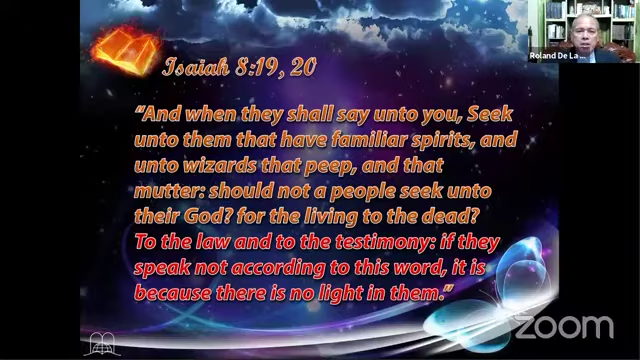 Isaiah 8:19, 20
“And when they shall say unto you, Seek
unto them that have familiar spirits, and
unto wizards that peep, and that
mutter: should not a people seek unto
their God? for the living to the dead?
To the law and to the testimony: if they
speak not according to this word, it is
because there is no light in them.”
Roland De La ...
zoom